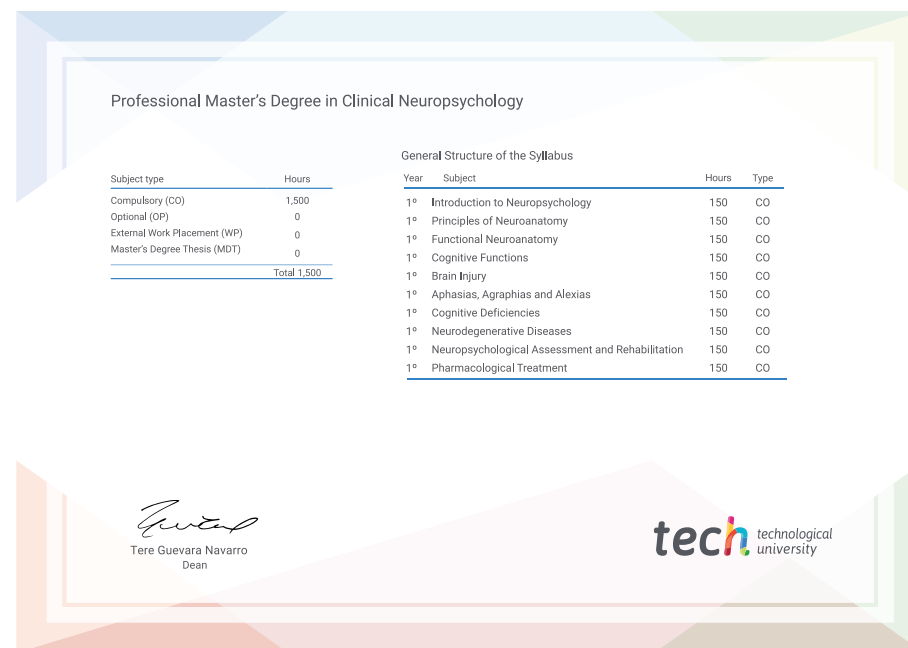 Professional Master's Degree in Clinical Neuropsychology
Subject type Hours
Compulsory (CO) 1,500
Optional (OP) 0
External Work Placement (WP) 0
Master's Degree Thesis (MDT) 0
Total 1,500
General Structure of the Syllabus
Year Subject Hours Type
1º Introduction to Neuropsychology 150 CO
1º Principles of Neuroanatomy 150 CO
1º Functional Neuroanatomy 150 CO
1º Cognitive Functions 150 CO
1º Brain Injury 150 CO
1º Aphasias, Agraphias and Alexias 150 CO
1º Cognitive Deficiencies 150 CO
1º Neurodegenerative Diseases 150 CO
1º Neuropsychological Assessment and Rehabilitation 150 CO
1º Pharmacological Treatment 150 CO
Tere Guevara Navarro
Dean
tech technological
university